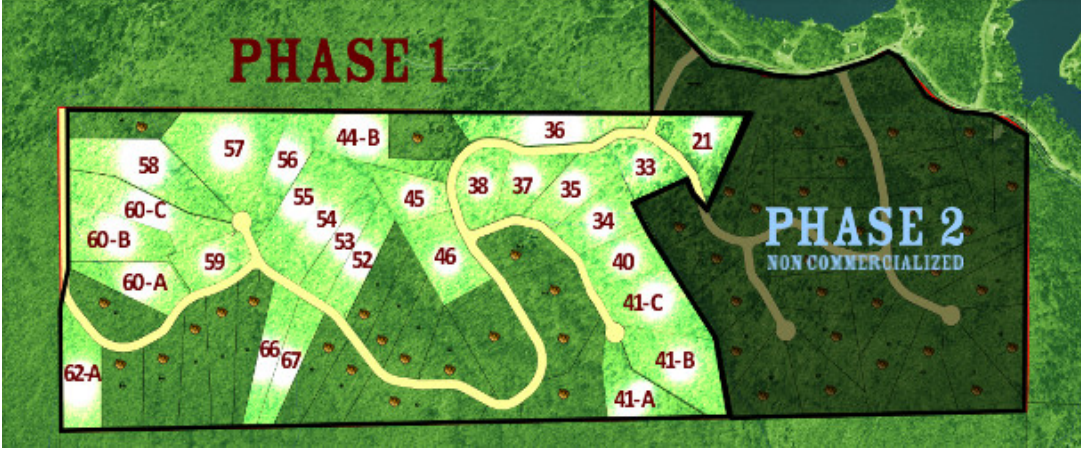 PHASE 1
36
21
44-B
57
56
58
33
38
37
35
55
45
60-C
54
34
60-B
53
52
59
46
40
60-A
41-C
66
67
41-B
62-A
41-A
PHASE 2
NON COMMERCIALIZED